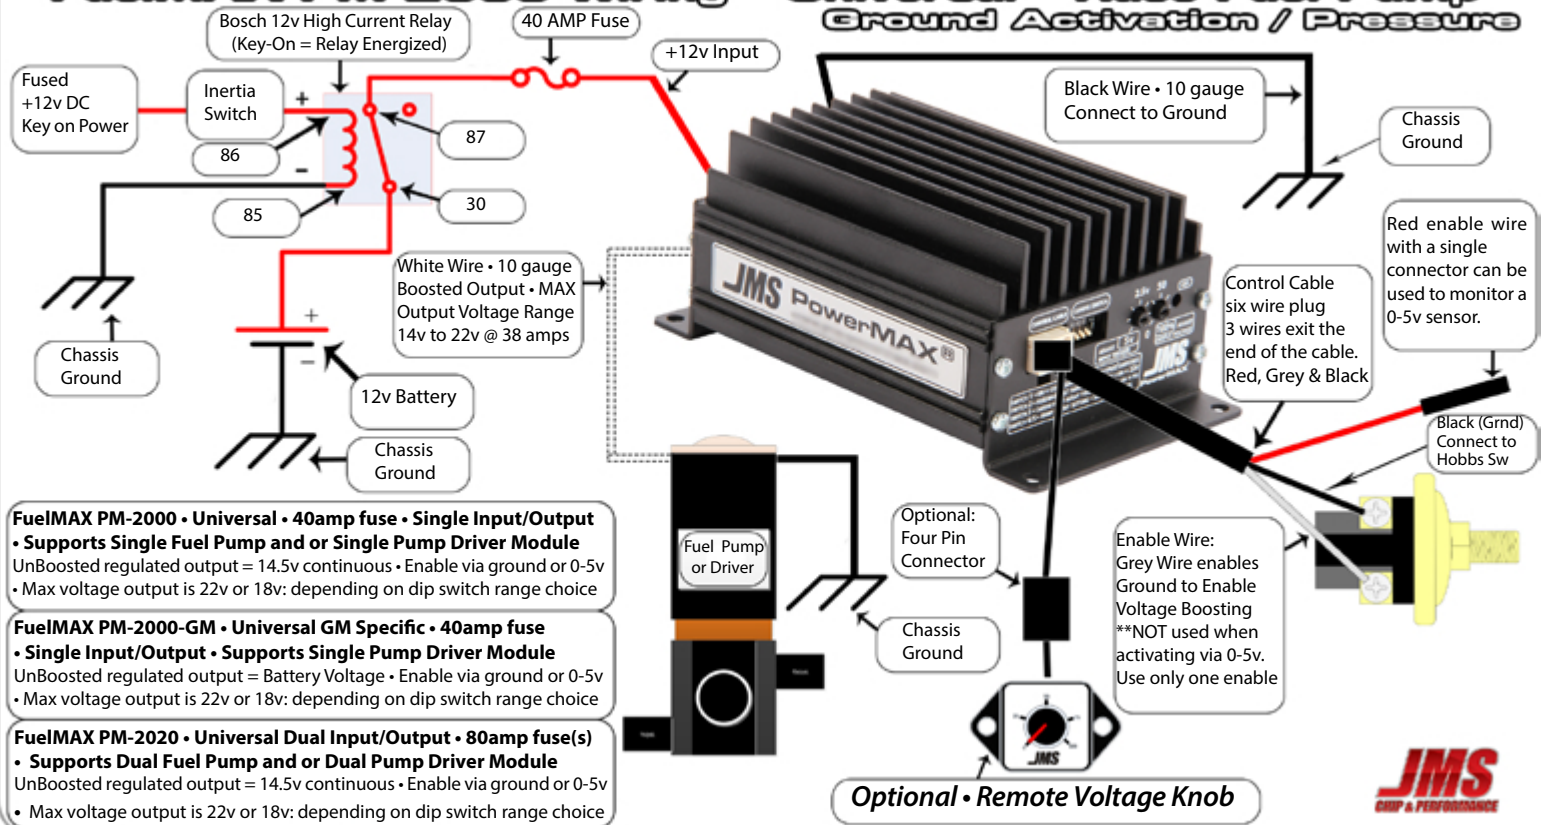 Ground Activation / Pressure
Bosch 12v High Current Relay
(Key-On = Relay Energized)
40 AMP Fuse
+12v Input
Fused
+12v DC
Key on Power
Inertia
Switch
+
86
-
85
87
30
Black Wire • 10 gauge
Connect to Ground
Chassis
Ground
Red enable wire
with a single
connector can be
used to monitor a
0-5v sensor.
White Wire • 10 gauge
Boosted Output • MAX
Output Voltage Range
14v to 22v @ 38 amps
JMS PowerMAX®
JMS
Control Cable
six wire plug
3 wires exit the
end of the cable.
Red, Grey & Black
Chassis
Ground
+
−
12v Battery
Chassis
Ground
Black (Grnd)
Connect to
Hobbs Sw
FuelMAX PM-2000 • Universal • 40amp fuse • Single Input/Output
• Supports Single Fuel Pump and or Single Pump Driver Module
UnBoosted regulated output = 14.5v continuous • Enable via ground or 0-5v
• Max voltage output is 22v or 18v: depending on dip switch range choice
FuelMAX PM-2000-GM • Universal GM Specific • 40amp fuse
• Single Input/Output • Supports Single Pump Driver Module
UnBoosted regulated output = Battery Voltage • Enable via ground or 0-5v
• Max voltage output is 22v or 18v: depending on dip switch range choice
FuelMAX PM-2020 • Universal Dual Input/Output • 80amp fuse(s)
• Supports Dual Fuel Pump and or Dual Pump Driver Module
UnBoosted regulated output = 14.5v continuous • Enable via ground or 0-5v
• Max voltage output is 22v or 18v: depending on dip switch range choice
Fuel Pump
or Driver
Chassis
Ground
Optional:
Four Pin
Connector
Enable Wire:
Grey Wire enables
Ground to Enable
Voltage Boosting
**NOT used when
activating via 0-5v.
Use only one enable
JMS
Optional • Remote Voltage Knob
JMS
CHIP & PERFORMANCE